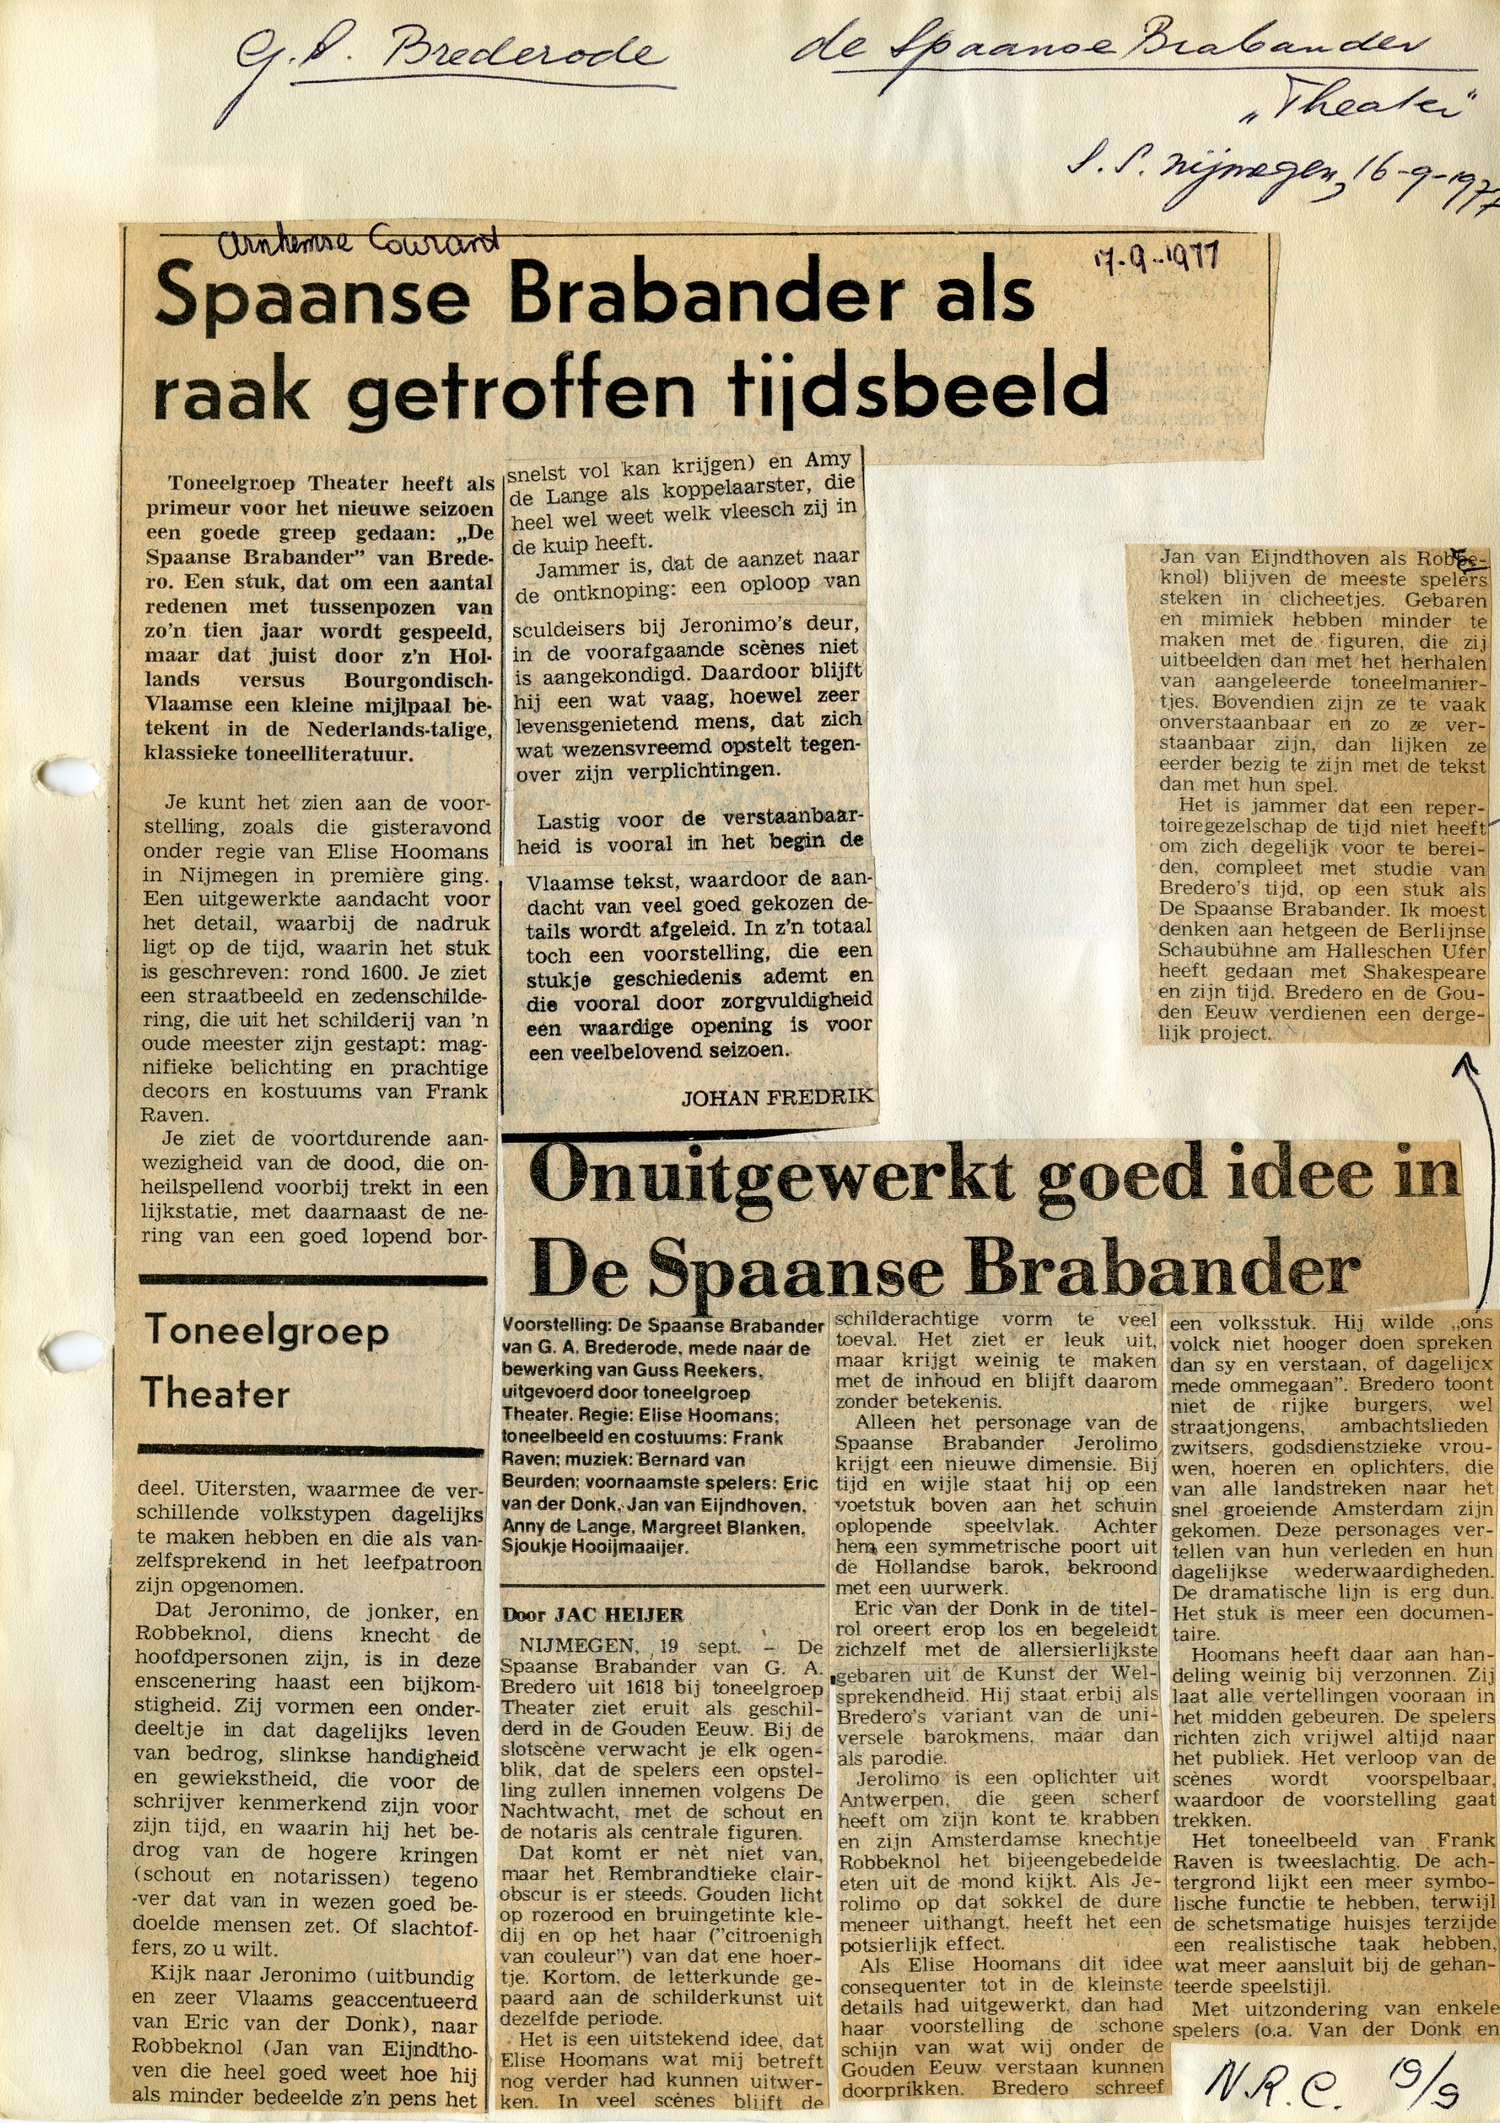 G.A. Brederode
de Spaanse Brabander
„Theater"
S.S. Nijmegen, 16-9-1977
Arnhemse Courant
17-9-1977
Spaanse Brabander als
raak getroffen tijdsbeeld
Toneelgroep Theater heeft als
primeur voor het nieuwe seizoen
een goede greep gedaan: „De
Spaanse Brabander” van Brede-
ro. Een stuk, dat om een aantal
redenen met tussenpozen van
zo'n tien jaar wordt gespeeld,
maar dat juist door z'n Hol-
lands versus Bourgondisch-
Vlaamse een kleine mijlpaal be-
tekent in de Nederlands-talige,
klassieke toneelliteratuur.
Je kunt het zien aan de voor-
stelling, zoals die gisteravond
onder regie van Elise Hoomans
in Nijmegen in première ging.
Een uitgewerkte aandacht voor
het detail, waarbij de nadruk
ligt op de tijd, waarin het stuk
is geschreven: rond 1600. Je ziet
een straatbeeld en zedenschilde-
ring, die uit het schilderij van 'n
oude meester zijn gestapt: mag-
nifieke belichting en prachtige
decors en kostuums van Frank
Raven.
Je ziet de voortdurende aan-
wezigheid van de dood, die on-
heilspellend voorbij trekt in een
lijkstatie, met daarnaast de ne-
ring van een goed lopend bor-
Toneelgroep
Theater
deel. Uitersten, waarmee de ver-
schillende volkstypen dagelijks
te maken hebben en die als van-
zelfsprekend in het leefpatroon
zijn opgenomen.
Dat Jeronimo, de jonker, en
Robbeknol, diens knecht de
hoofdpersonen zijn, is in deze
enscenering haast een bijkom-
stigheid. Zij vormen een onder-
deeltje in dat dagelijks leven
van bedrog, slinkse handigheid
en gewiekstheid, die voor de
schrijver kenmerkend zijn voor
zijn tijd, en waarin hij het be-
drog van de hogere kringen
(schout en notarissen) tegeno
-ver dat van in wezen goed be-
doelde mensen zet. Of slachtof-
fers, zo u wilt.
Kijk naar Jeronimo (uitbundig
en zeer Vlaams geaccentueerd
van Eric van der Donk), naar
Robbeknol (Jan van Eijndtho-
ven die heel goed weet hoe hij
als minder bedeelde z'n pens het
snelst vol kan krijgen) en Amy
de Lange als koppelaarster, die
heel wel weet welk vleesch zij in
de kuip heeft.
Jammer is, dat de aanzet naar
de ontknoping: een oploop van
sculdeisers bij Jeronimo's deur,
in de voorafgaande scènes niet
is aangekondigd. Daardoor blijft
hij een wat vaag, hoewel zeer
levensgenietend mens, dat zich
wat wezensvreemd opstelt tegen-
over zijn verplichtingen.
Lastig voor de verstaanbaar-
heid is vooral in het begin de
Vlaamse tekst, waardoor de aan-
dacht van veel goed gekozen de-
tails wordt afgeleid. In z'n totaal
toch een voorstelling, die een
stukje geschiedenis ademt en
die vooral door zorgvuldigheid
een waardige opening is voor
een veelbelovend seizoen.
JOHAN FREDRIK
Onuitgewerkt goed idee in
De Spaanse Brabander
Voorstelling: De Spaanse Brabander
van G. A. Brederode, mede naar de
bewerking van Guss Reekers,
uitgevoerd door toneelgroep
Theater. Regie: Elise Hoomans;
toneelbeeld en costuums: Frank
Raven; muziek: Bernard van
Beurden; voornaamste spelers: Eric
van der Donk, Jan van Eijndhoven,
Anny de Lange, Margreet Blanken,
Sjoukje Hooijmaaijer.
Door JAC HEIJER
NIJMEGEN, 19 sept. — De
Spaanse Brabander van G. A.
Bredero uit 1618 bij toneelgroep
Theater ziet eruit als geschil-
derd in de Gouden Eeuw. Bij de
slotscène verwacht je elk ogen-
blik, dat de spelers een opstel-
ling zullen innemen volgens De
Nachtwacht, met de schout en
de notaris als centrale figuren.
Dat komt er nèt niet van,
maar het Rembrandtieke clair-
obscur is er steeds. Gouden licht
op rozerood en bruingetinte kle-
dij en op het haar ("citroenigh
van couleur") van dat ene hoer-
tje. Kortom, de letterkunde ge-
paard aan de schilderkunst uit
dezelfde periode.
Het is een uitstekend idee, dat
Elise Hoomans wat mij betreft
nog verder had kunnen uitwer-
ken. In veel scènes blijft de
schilderachtige vorm te veel
toeval. Het ziet er leuk uit,
maar krijgt weinig te maken
met de inhoud en blijft daarom
zonder betekenis.
Alleen het personage van de
Spaanse Brabander Jerolimo
krijgt een nieuwe dimensie. Bij
tijd en wijle staat hij op een
voetstuk boven aan het schuin
oplopende speelvlak. Achter
hem een symmetrische poort uit
de Hollandse barok, bekroond
met een uurwerk.
Eric van der Donk in de titel-
rol oreert erop los en begeleidt
zichzelf met de allersierlijkste
gebaren uit de Kunst der Wel-
sprekendheid. Hij staat erbij als
Bredero's variant van de uni-
versele barokmens, maar dan
als parodie.
Jerolimo is een oplichter uit
Antwerpen, die geen scherf
heeft om zijn kont te krabben
en zijn Amsterdamse knechtje
Robbeknol het bijeengebedelde
eten uit de mond kijkt. Als Je-
rolimo op dat sokkel de dure
meneer uithangt, heeft het een
potsierlijk effect.
Als Elise Hoomans dit idee
consequenter tot in de kleinste
details had uitgewerkt, dan had
haar voorstelling de schone
schijn van wat wij onder de
Gouden Eeuw verstaan kunnen
doorprikken. Bredero schreef
een volksstuk. Hij wilde „ons
volck niet hooger doen spreken
dan sy en verstaan, of dagelijcx
mede ommegaan”. Bredero toont
niet de rijke burgers, wel
straatjongens, ambachtslieden
zwitsers, godsdienstzieke vrou-
wen, hoeren en oplichters, die
van alle landstreken naar het
snel groeiende Amsterdam zijn
gekomen. Deze personages ver-
tellen van hun verleden en hun
dagelijkse wederwaardigheden.
De dramatische lijn is erg dun.
Het stuk is meer een documen-
taire.
Hoomans heeft daar aan han-
deling weinig bij verzonnen. Zij
laat alle vertellingen vooraan in
het midden gebeuren. De spelers
richten zich vrijwel altijd naar
het publiek. Het verloop van de
scènes wordt voorspelbaar,
waardoor de voorstelling gaat
trekken.
Het toneelbeeld van Frank
Raven is tweeslachtig. De ach-
tergrond lijkt een meer symbo-
lische functie te hebben, terwijl
de schetsmatige huisjes terzijde
een realistische taak hebben,
wat meer aansluit bij de gehan-
teerde speelstijl.
Met uitzondering van enkele
spelers (o.a. Van der Donk en
Jan van Eijndthoven als Robbe-
knol) blijven de meeste spelers
steken in clicheetjes. Gebaren
en mimiek hebben minder te
maken met de figuren, die zij
uitbeelden dan met het herhalen
van aangeleerde toneelmanier-
tjes. Bovendien zijn ze te vaak
onverstaanbaar en zo ze ver-
staanbaar zijn, dan lijken ze
eerder bezig te zijn met de tekst
dan met hun spel.
Het is jammer dat een reper-
toiregezelschap de tijd niet heeft
om zich degelijk voor te berei-
den, compleet met studie van
Bredero's tijd, op een stuk als
De Spaanse Brabander. Ik moest
denken aan hetgeen de Berlijnse
Schaubühne am Halleschen Ufer
heeft gedaan met Shakespeare
en zijn tijd. Bredero en de Gou-
den Eeuw verdienen een derge-
lijk project.
N.R.C. 19/9